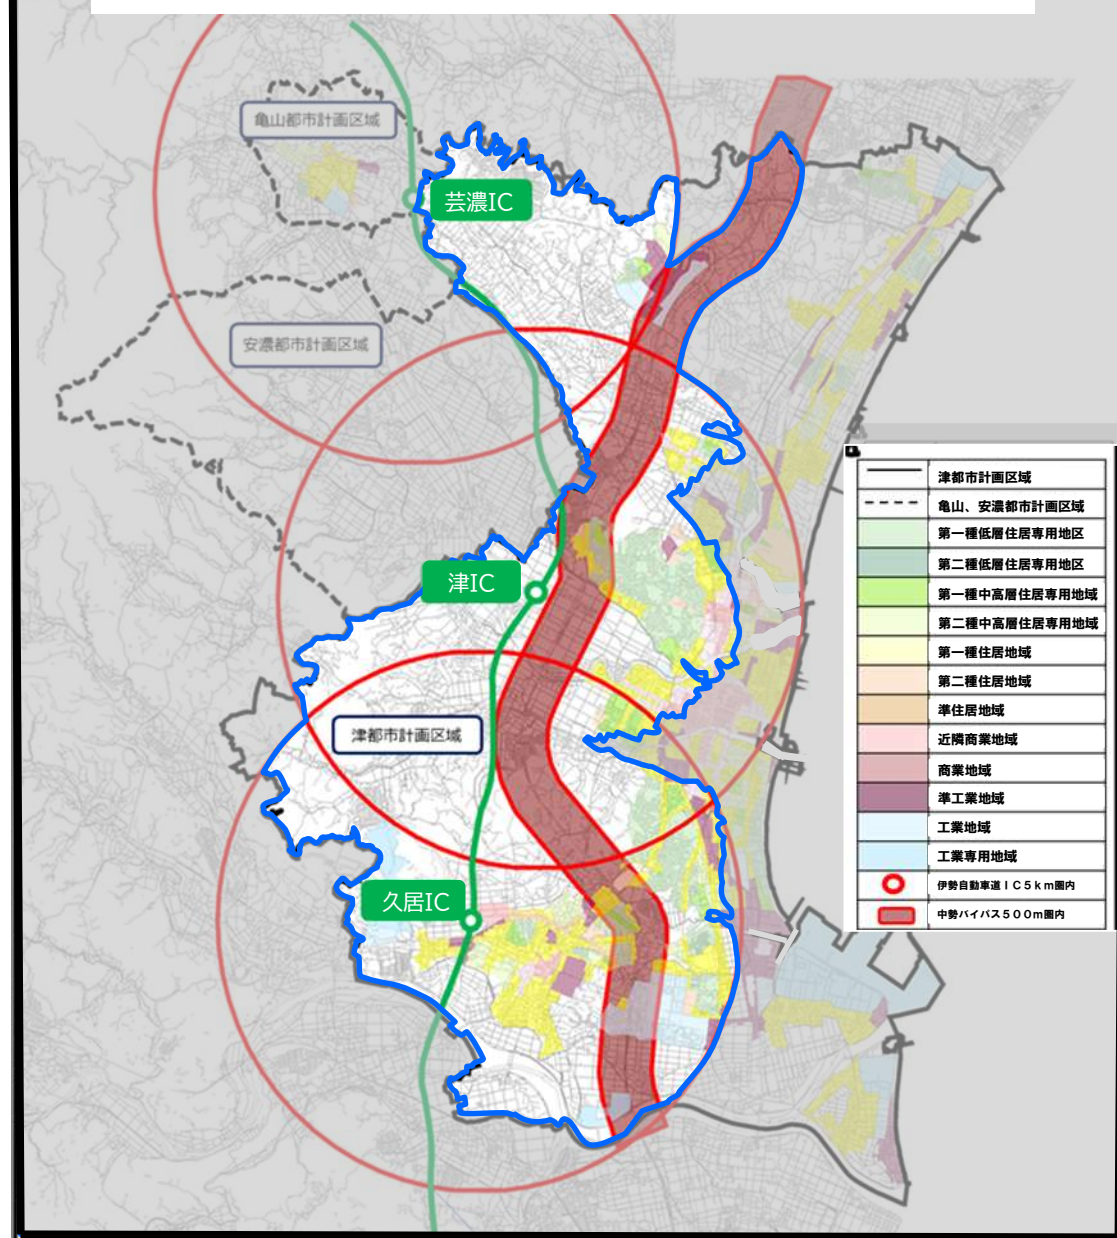 亀山都市計画区域
芸濃IC
安濃都市計画区域
津IC
津都市計画区域
久居IC
津都市計画区域
亀山、安濃都市計画区域
第一種低層住居専用地区
第二種低層住居専用地区
第一種中高層住居専用地域
第二種中高層住居専用地域
第一種住居地域
第二種住居地域
準住居地域
近隣商業地域
商業地域
準工業地域
工業地域
工業専用地域
伊勢自動車道IC5km圏内
中勢バイパス500m圏内